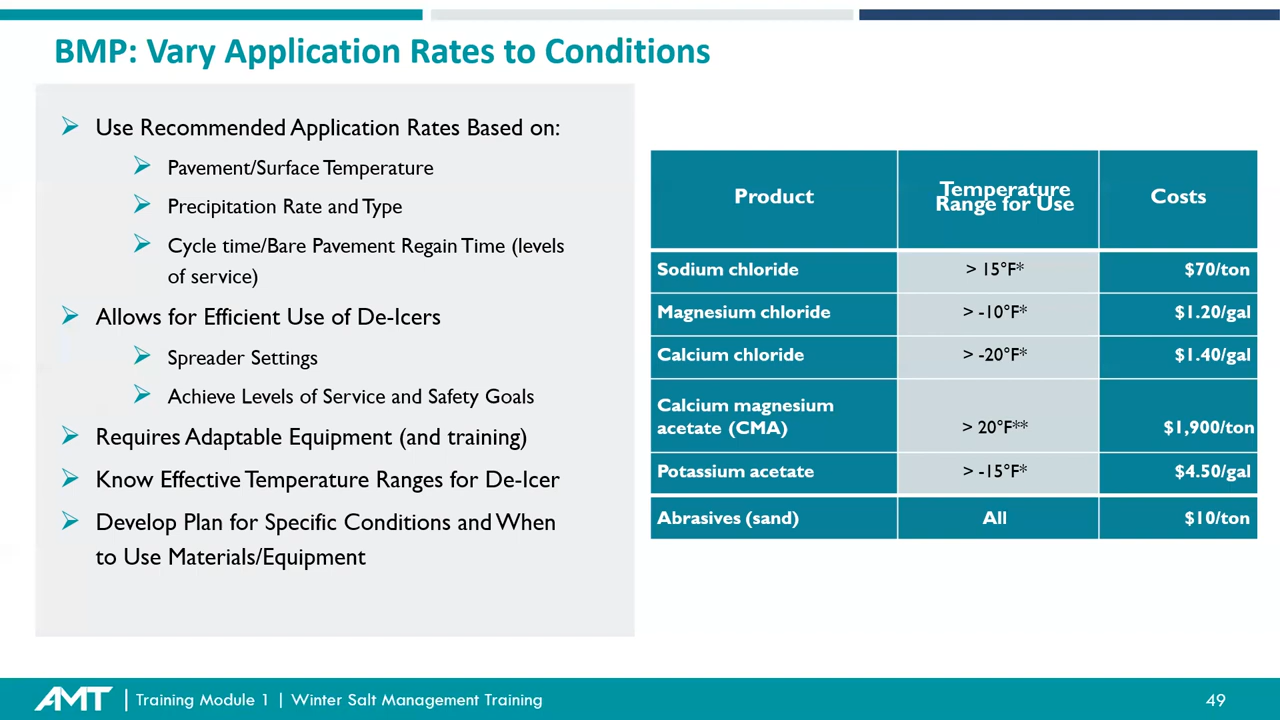 BMP: Vary Application Rates to Conditions
Use Recommended Application Rates Based on:
Pavement/Surface Temperature
Precipitation Rate and Type
Cycle time/Bare Pavement Regain Time (levels
of service)
Allows for Efficient Use of De-Icers
Spreader Settings
Achieve Levels of Service and Safety Goals
Requires Adaptable Equipment (and training)
Know Effective Temperature Ranges for De-Icer
Develop Plan for Specific Conditions and When
to Use Materials/Equipment
Product Temperature Range for Use Costs
Sodium chloride > 15°F* $70/ton
Magnesium chloride > -10°F* $1.20/gal
Calcium chloride > -20°F* $1.40/gal
Calcium magnesium
acetate (CMA) > 20°F** $1,900/ton
Potassium acetate > -15°F* $4.50/gal
Abrasives (sand) All $10/ton
AMT | Training Module 1 | Winter Salt Management Training 49